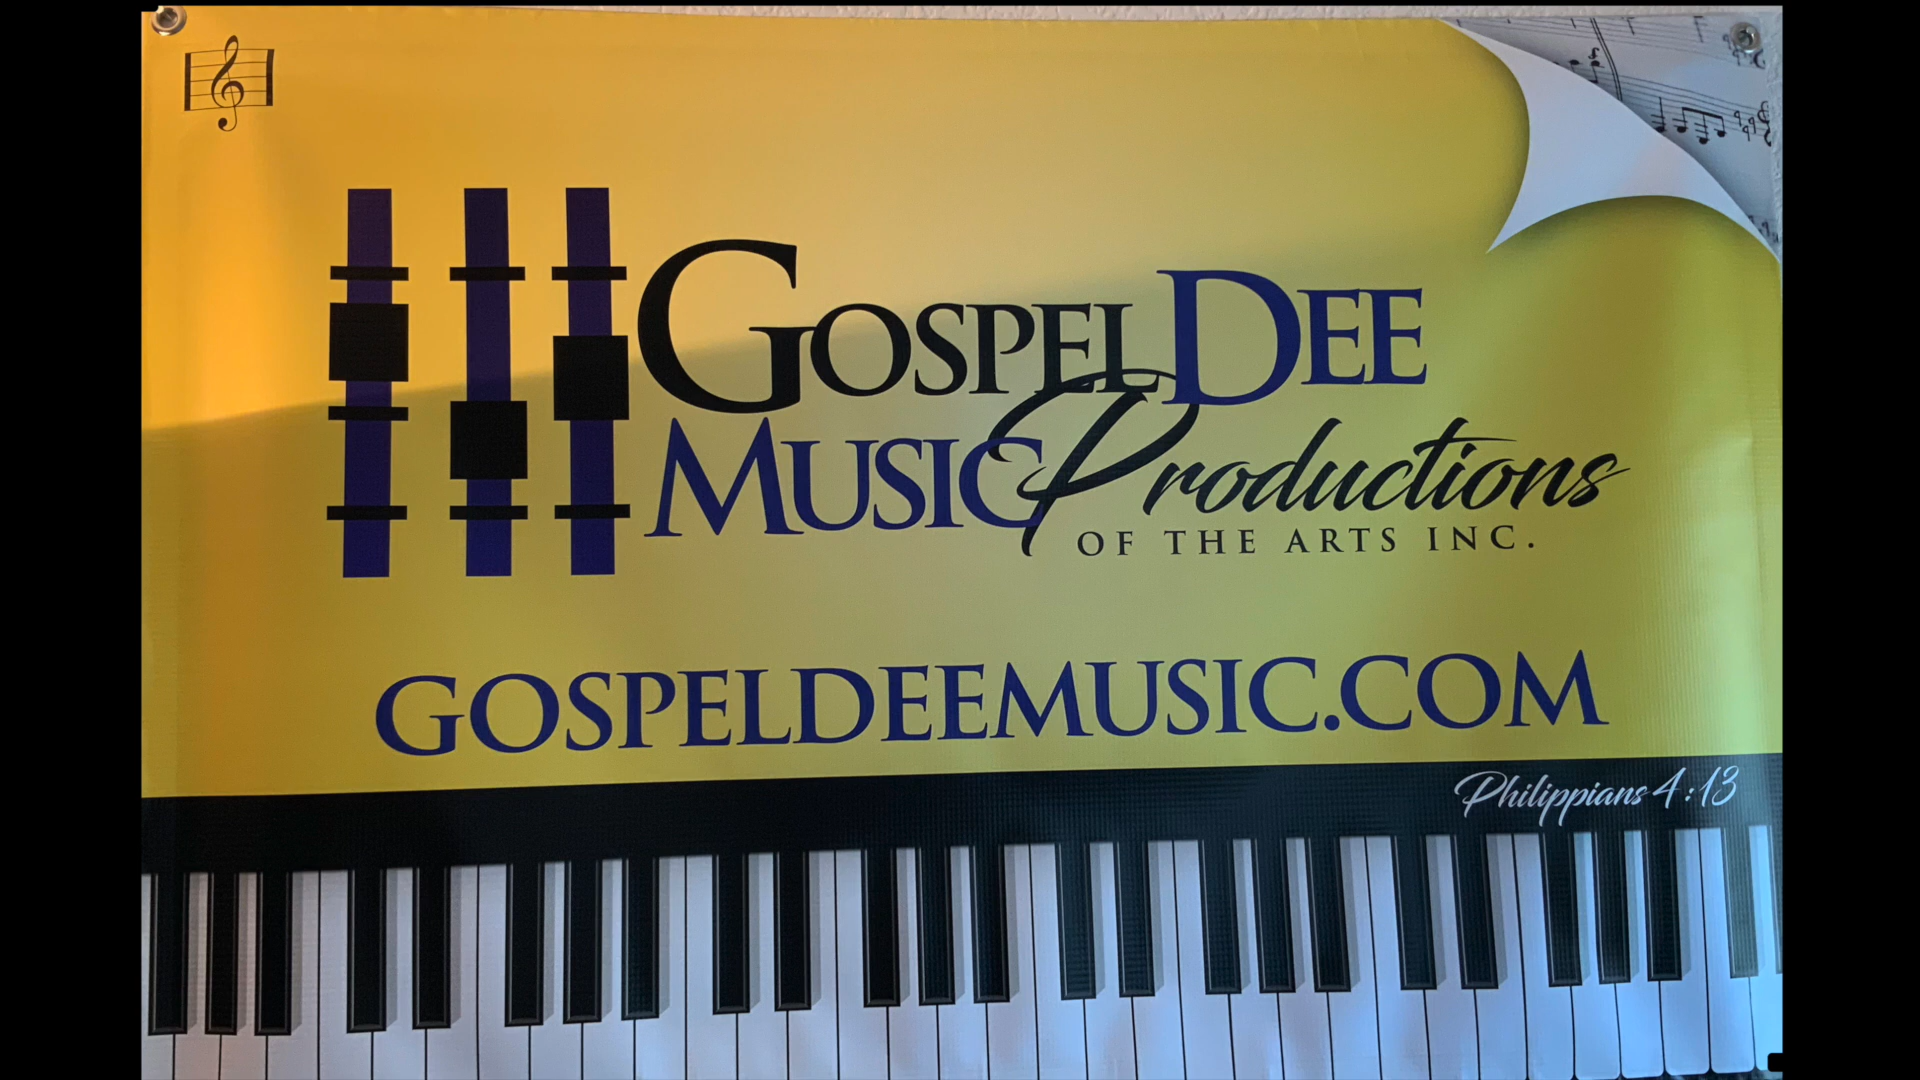 GOSPEL DEE
MUSIC Productions
OF THE ARTS INC.
GOSPELDEEMUSIC.COM
Philippians 4:13